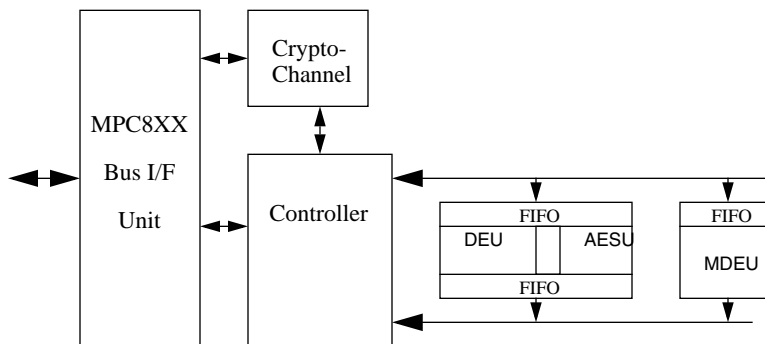 Crypto-
Channel
MPC8XX
Bus I/F
Unit
Controller
FIFO
DEU
AESU
FIFO
FIFO
MDEU